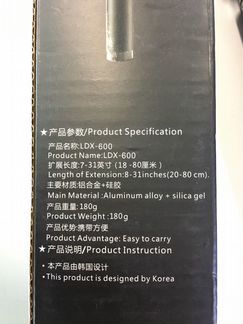 ★产品参数/Product Specification
产品名称:LDX-600
Product Name:LDX-600
扩展长度:7-31英寸（18-80厘米）
Length of Extension:8-31inches(20-80 cm).
主要材质:铝合金+硅胶
Main Material :Aluminum alloy + silica gel
产品重量:180g
Product Weight :180g
产品优势:携带方便
Product Advantage: Easy to carry
★产品说明/Product Instruction
·本产品由韩国设计
·This product is designed by Korea